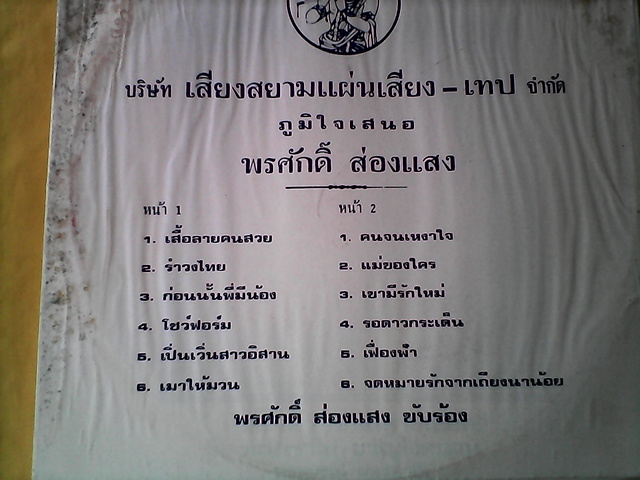 บริษัท เสียงสยามแผ่นเสียง – เทป จำกัด
ภูมิใจเสนอ
พรศักดิ์ ส่องแสง
หน้า 1
1. เสื้อลายคนสวย
2. รำวงไทย
3. ก่อนนั้นพี่มีน้อง
4. โชว์ฟอร์ม
5. เปิ่นเวิ่นสาวอิสาน
6. เมาให้มวน
หน้า 2
1. คนจนเหงาใจ
2. แม่ของใคร
3. เขามีรักใหม่
4. รอดาวกระเด็น
5. เฟื่องฟ้า
6. จดหมายรักจากเถียงนาน้อย
พรศักดิ์ ส่องแสง ขับร้อง